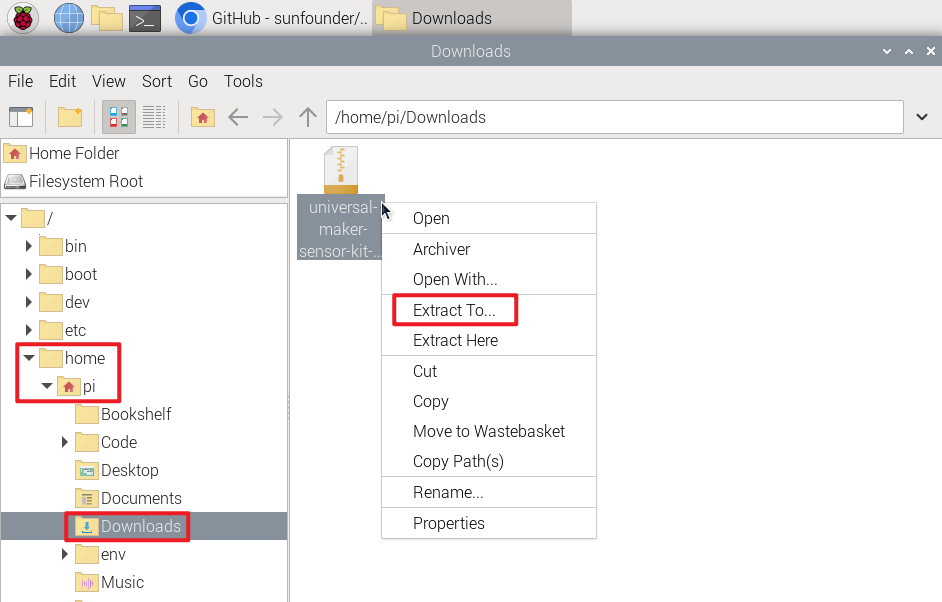 GitHub - sunfounder/..
Downloads
Downloads
File Edit View Sort Go Tools
/home/pi/Downloads
Home Folder
Filesystem Root
/
bin
boot
dev
etc
home
pi
Bookshelf
Code
Desktop
Documents
Downloads
env
Music
universal-
maker-
sensor-kit-...
Open
Archiver
Open With...
Extract To...
Extract Here
Cut
Copy
Move to Wastebasket
Copy Path(s)
Rename...
Properties